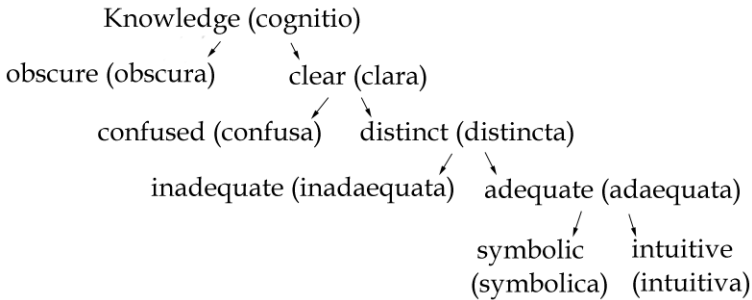 Knowledge (cognitio)
obscure (obscura) clear (clara)
confused (confusa) distinct (distincta)
inadequate (inadaequata) adequate (adaequata)
symbolic intuitive
(symbolica) (intuitiva)